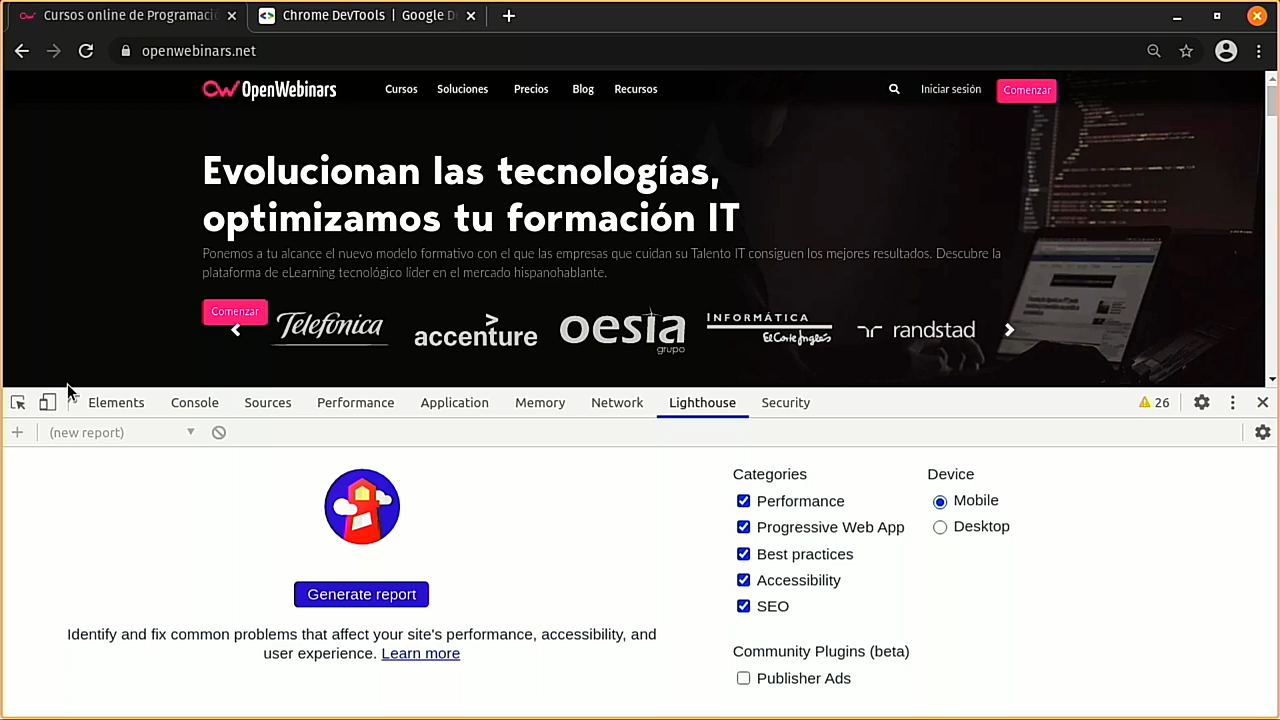 Cursos online de Programació
Chrome DevTools | Google D
openwebinars.net
OpenWebinars
Cursos
Soluciones
Precios
Blog
Recursos
Iniciar sesión
Comenzar
Evolucionan las tecnologías,
optimizamos tu formación IT
Ponemos a tu alcance el nuevo modelo formativo con el que las empresas que cuidan su Talento IT consiguen los mejores resultados. Descubre la
plataforma de eLearning tecnológico líder en el mercado hispanohablante.
Comenzar
Telefónica
accenture
oesia
grupo
INFORMÁTICA
El Corte Inglés
randstad
Elements
Console
Sources
Performance
Application
Memory
Network
Lighthouse
Security
26
(new report)
Generate report
Identify and fix common problems that affect your site's performance, accessibility, and
user experience. Learn more
Categories
Performance
Progressive Web App
Best practices
Accessibility
SEO
Device
Mobile
Desktop
Community Plugins (beta)
Publisher Ads